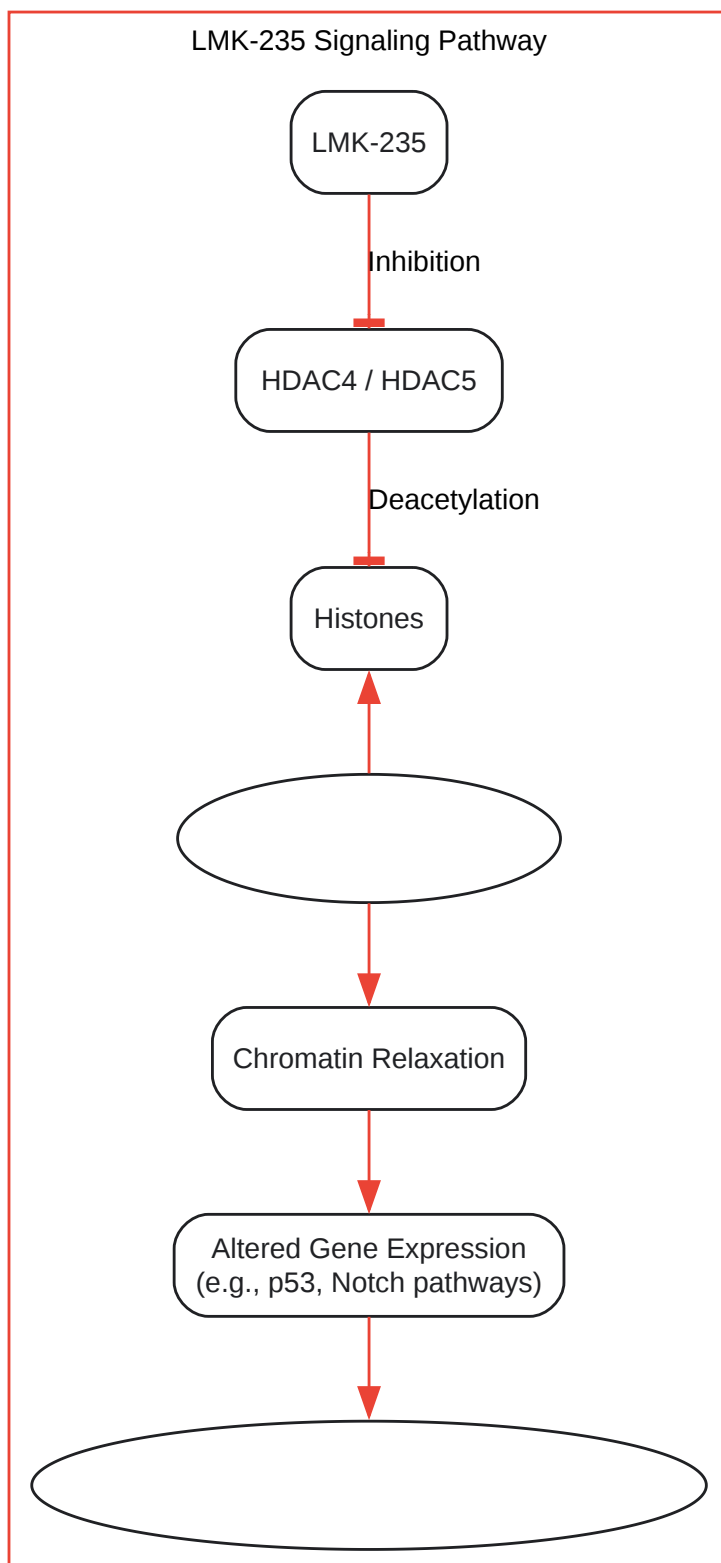 LMK-235 Signaling Pathway
LMK-235
Inhibition
HDAC4 / HDAC5
Deacetylation
Histones
Chromatin Relaxation
Altered Gene Expression
(e.g., p53, Notch pathways)